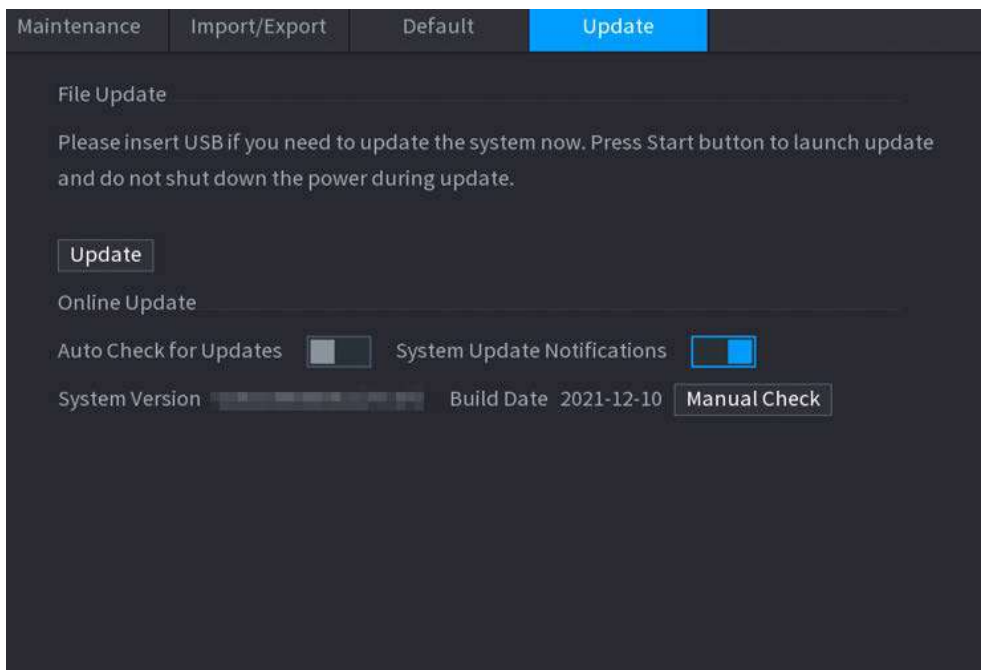 Maintenance Import/Export Default Update
File Update
Please insert USB if you need to update the system now. Press Start button to launch update
and do not shut down the power during update.
Update
Online Update
Auto Check for Updates System Update Notifications
System Version Build Date 2021-12-10 Manual Check